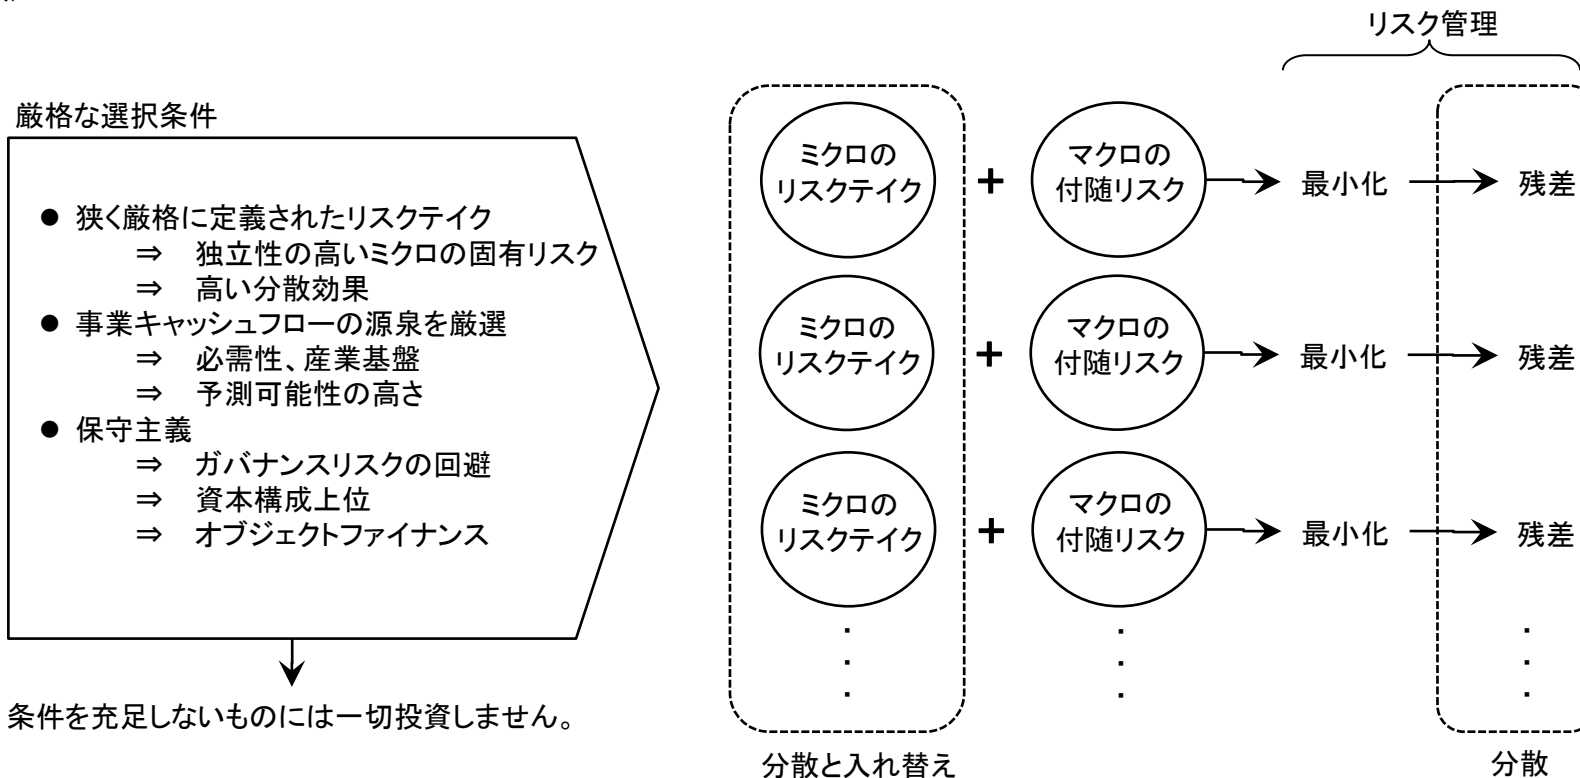 リスク管理
厳格な選択条件
● 狭く厳格に定義されたリスクテイク
⇒ 独立性の高いミクロの固有リスク
⇒ 高い分散効果
● 事業キャッシュフローの源泉を厳選
⇒ 必需性、産業基盤
⇒ 予測可能性の高さ
● 保守主義
⇒ ガバナンスリスクの回避
⇒ 資本構成上位
⇒ オブジェクトファイナンス
条件を充足しないものには一切投資しません。
ミクロの
リスクテイク
+
マクロの
付随リスク
最小化
残差
ミクロの
リスクテイク
+
マクロの
付随リスク
最小化
残差
ミクロの
リスクテイク
+
マクロの
付随リスク
最小化
残差
分散と入れ替え
分散